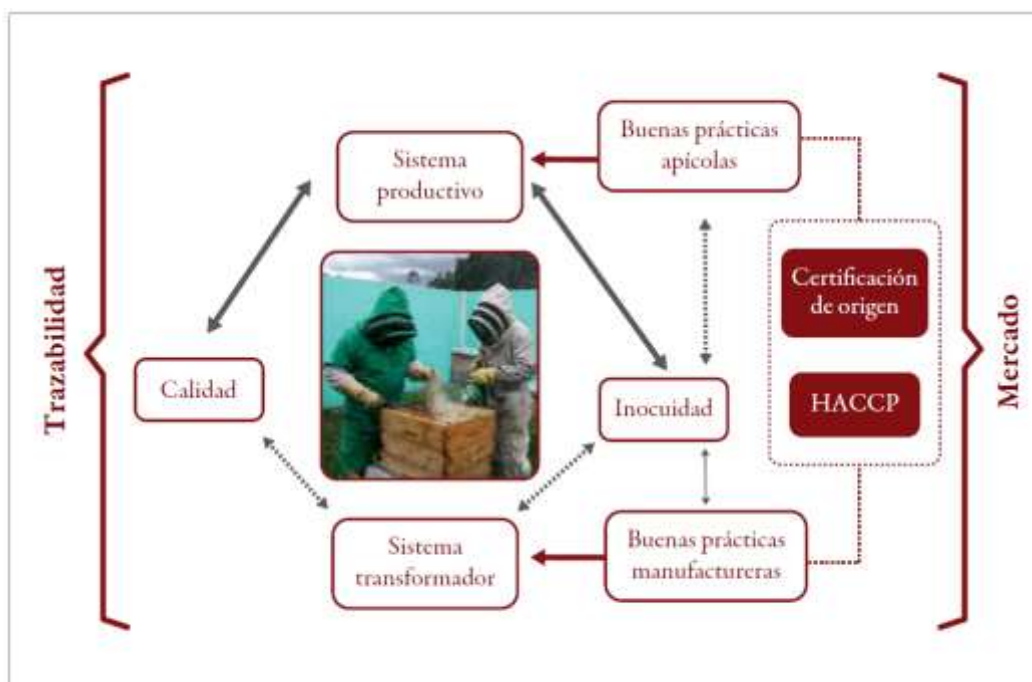 Buenas prácticas
apícolas
Sistema
productivo
Certificación
de origen
Trazabilidad
Mercado
Calidad
Inocuidad
HACCP
Sistema
transformador
Buenas prácticas
manufactureras